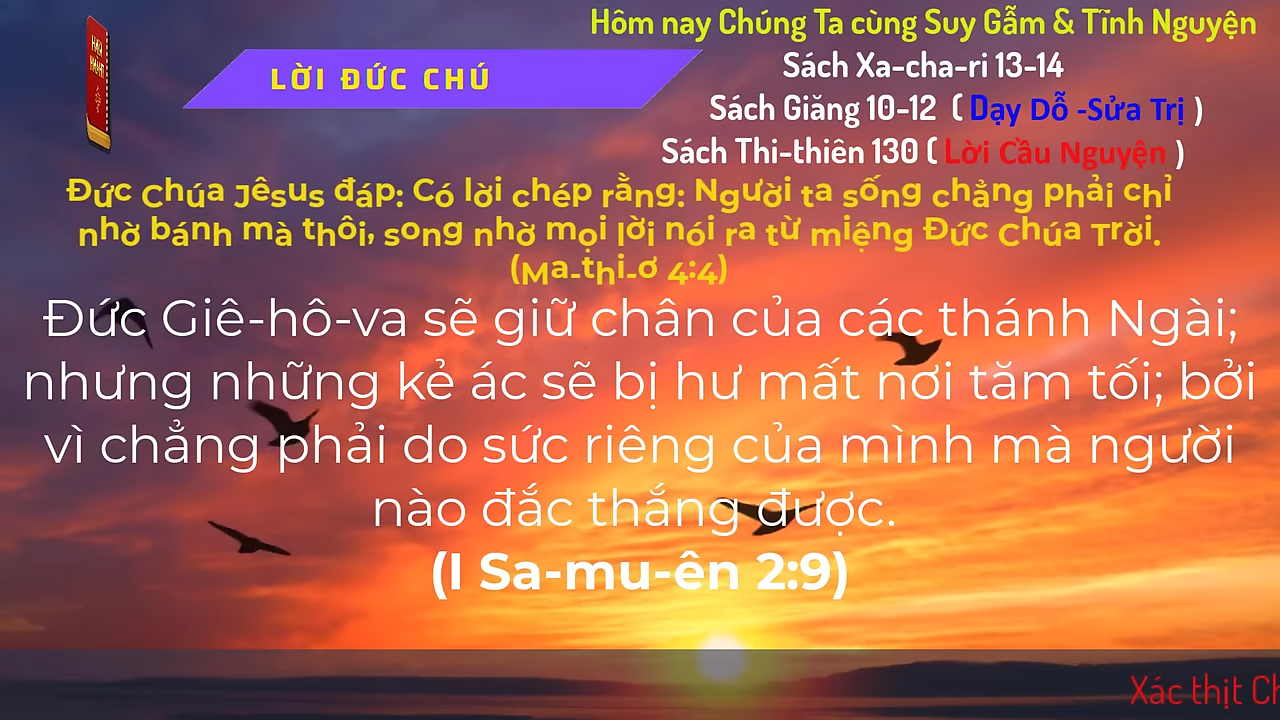 Hôm nay Chúng Ta cùng Suy Gẫm & Tĩnh Nguyện
LỜI ĐỨC CHÚ
Sách Xa-cha-ri 13-14
Sách Giăng 10-12 ( Dạy Dỗ -Sửa Trị )
Sách Thi-thiên 130 ( Lời Cầu Nguyện )
Đức Chúa Jêsus đáp: Có lời chép rằng: Người ta sống chẳng phải chỉ
nhờ bánh mà thôi, song nhờ mọi lời nói ra từ miệng Đức Chúa Trời.
(Ma-thi-ơ 4:4)
Đức Giê-hô-va sẽ giữ chân của các thánh Ngài;
nhưng những kẻ ác sẽ bị hư mất nơi tăm tối; bởi
vì chẳng phải do sức riêng của mình mà người
nào đắc thắng được.
(I Sa-mu-ên 2:9)
Xác thịt Ch